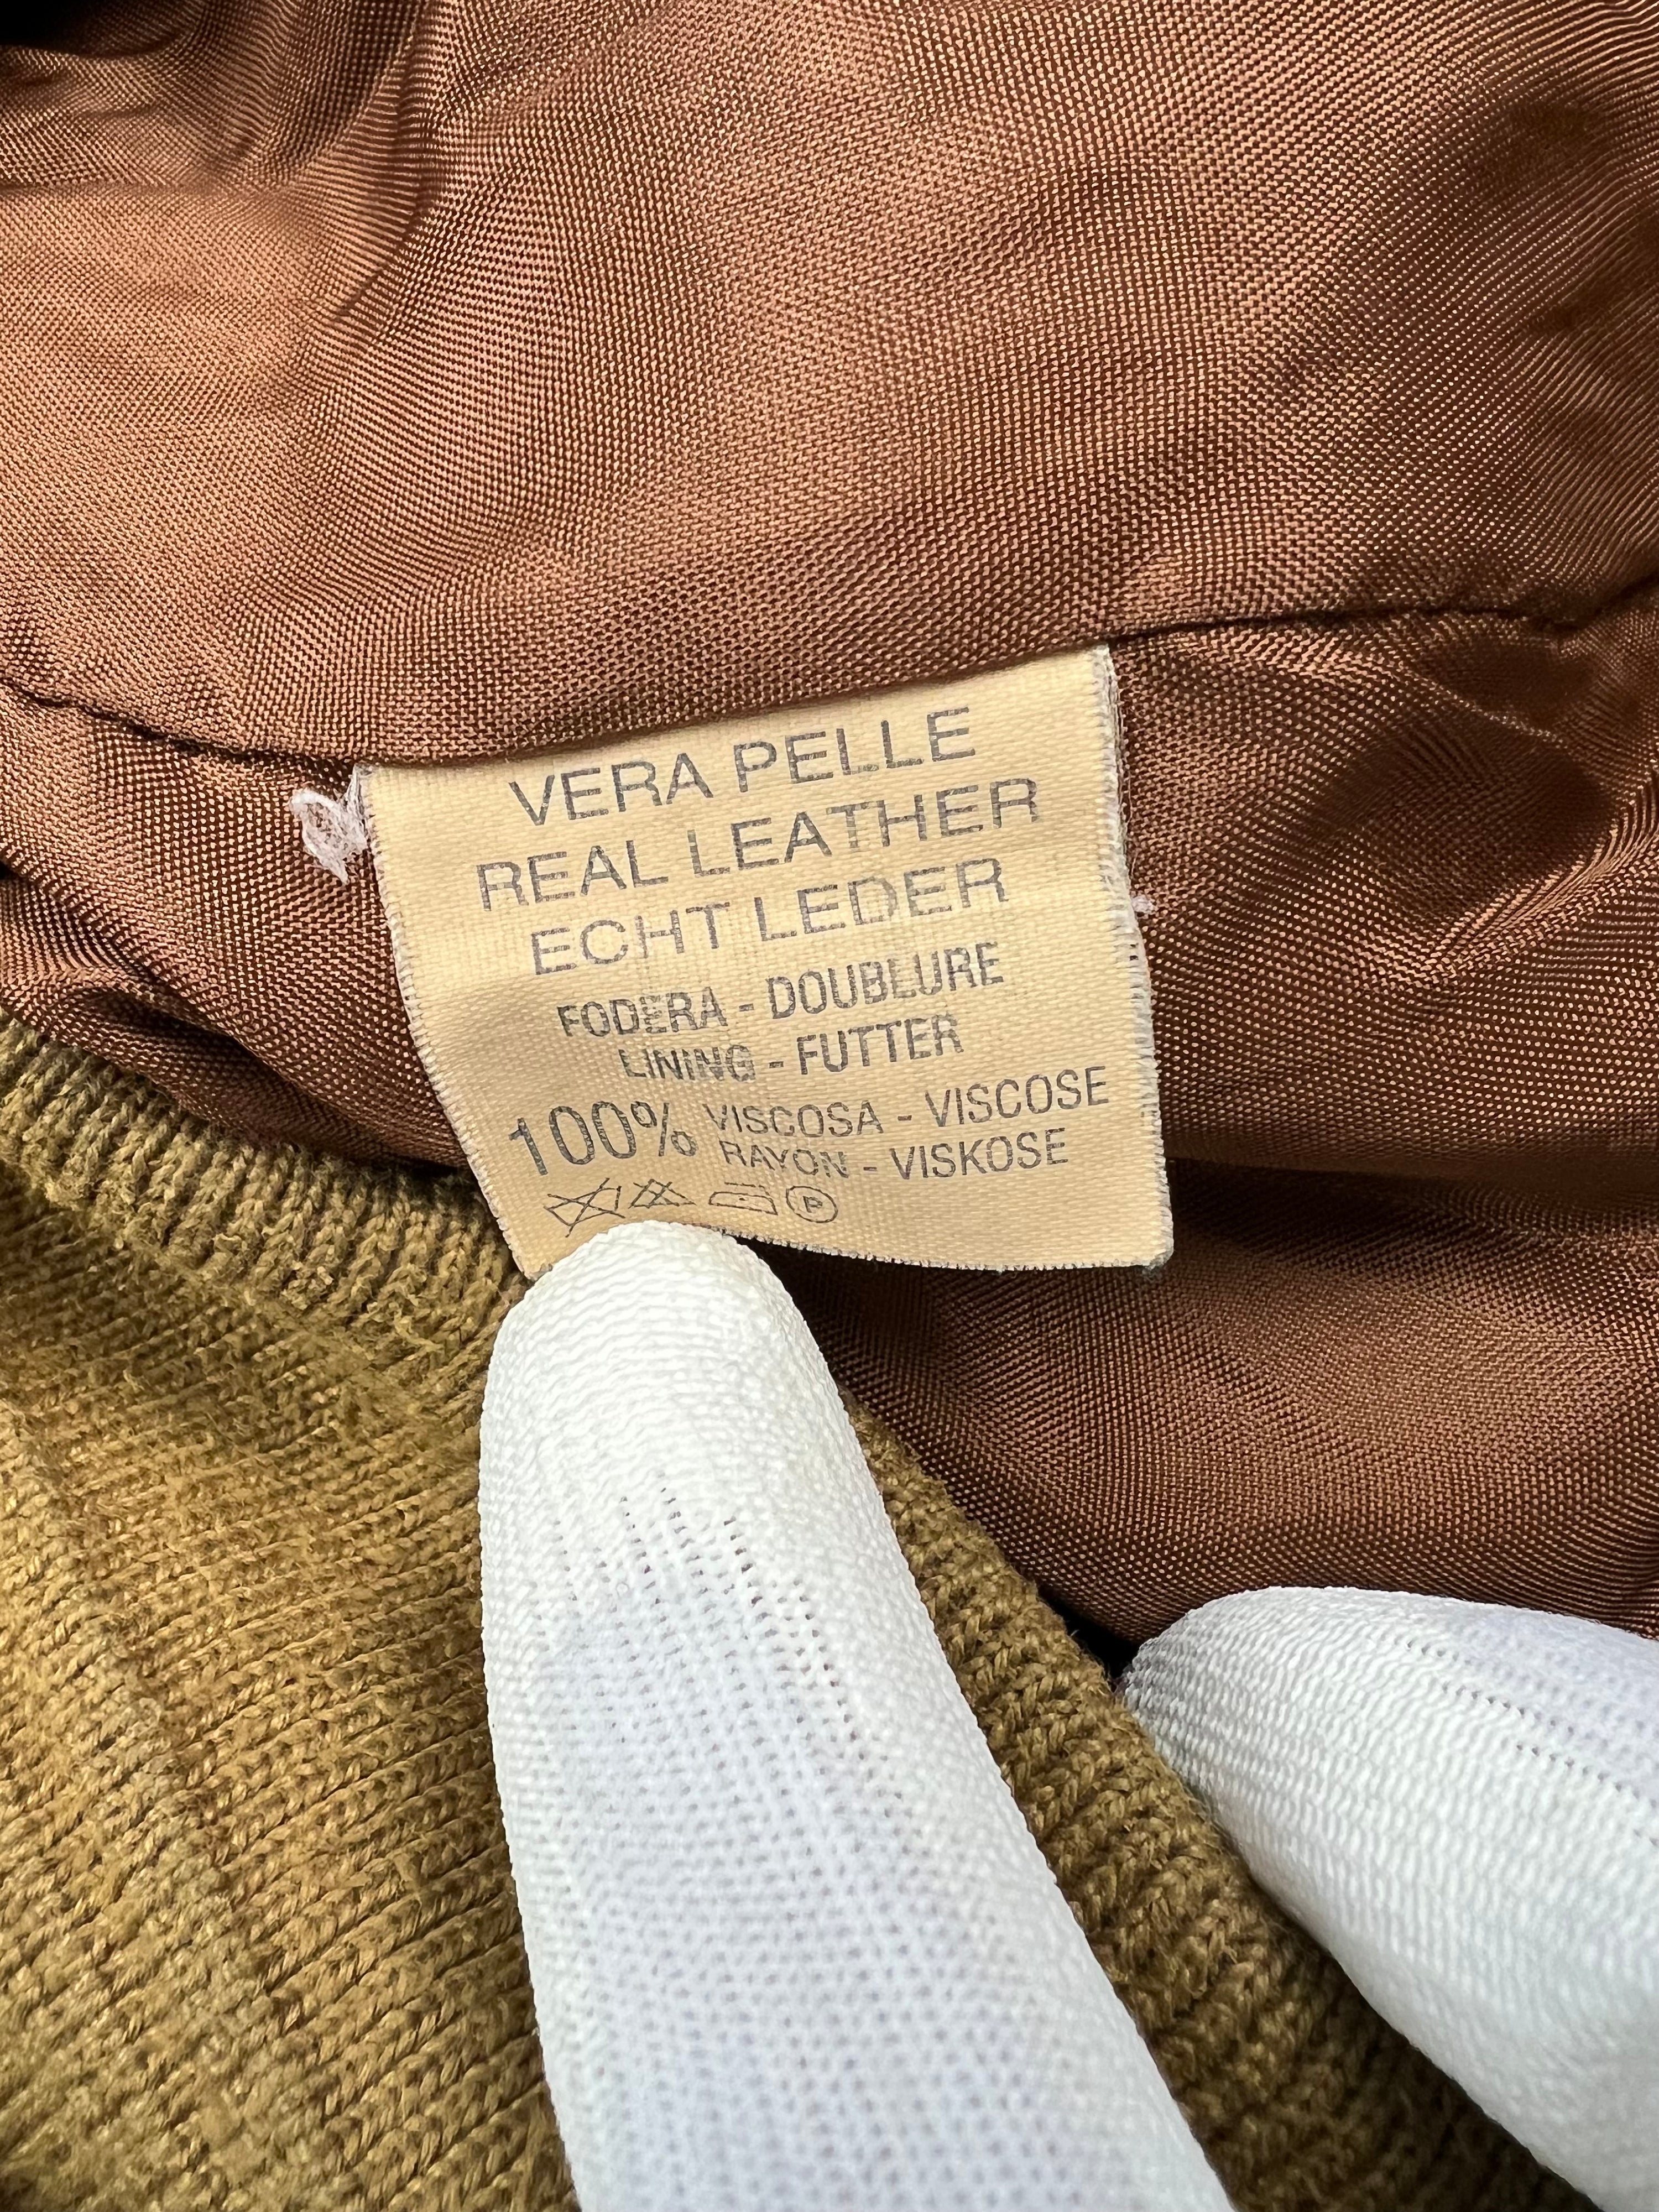 VERA PELLE
REAL LEATHER
ECHT LEDER
FODERA - DOUBLURE
LINING - FUTTER
100% VISCOSA - VISCOSE
RAYON - VISKOSE
P